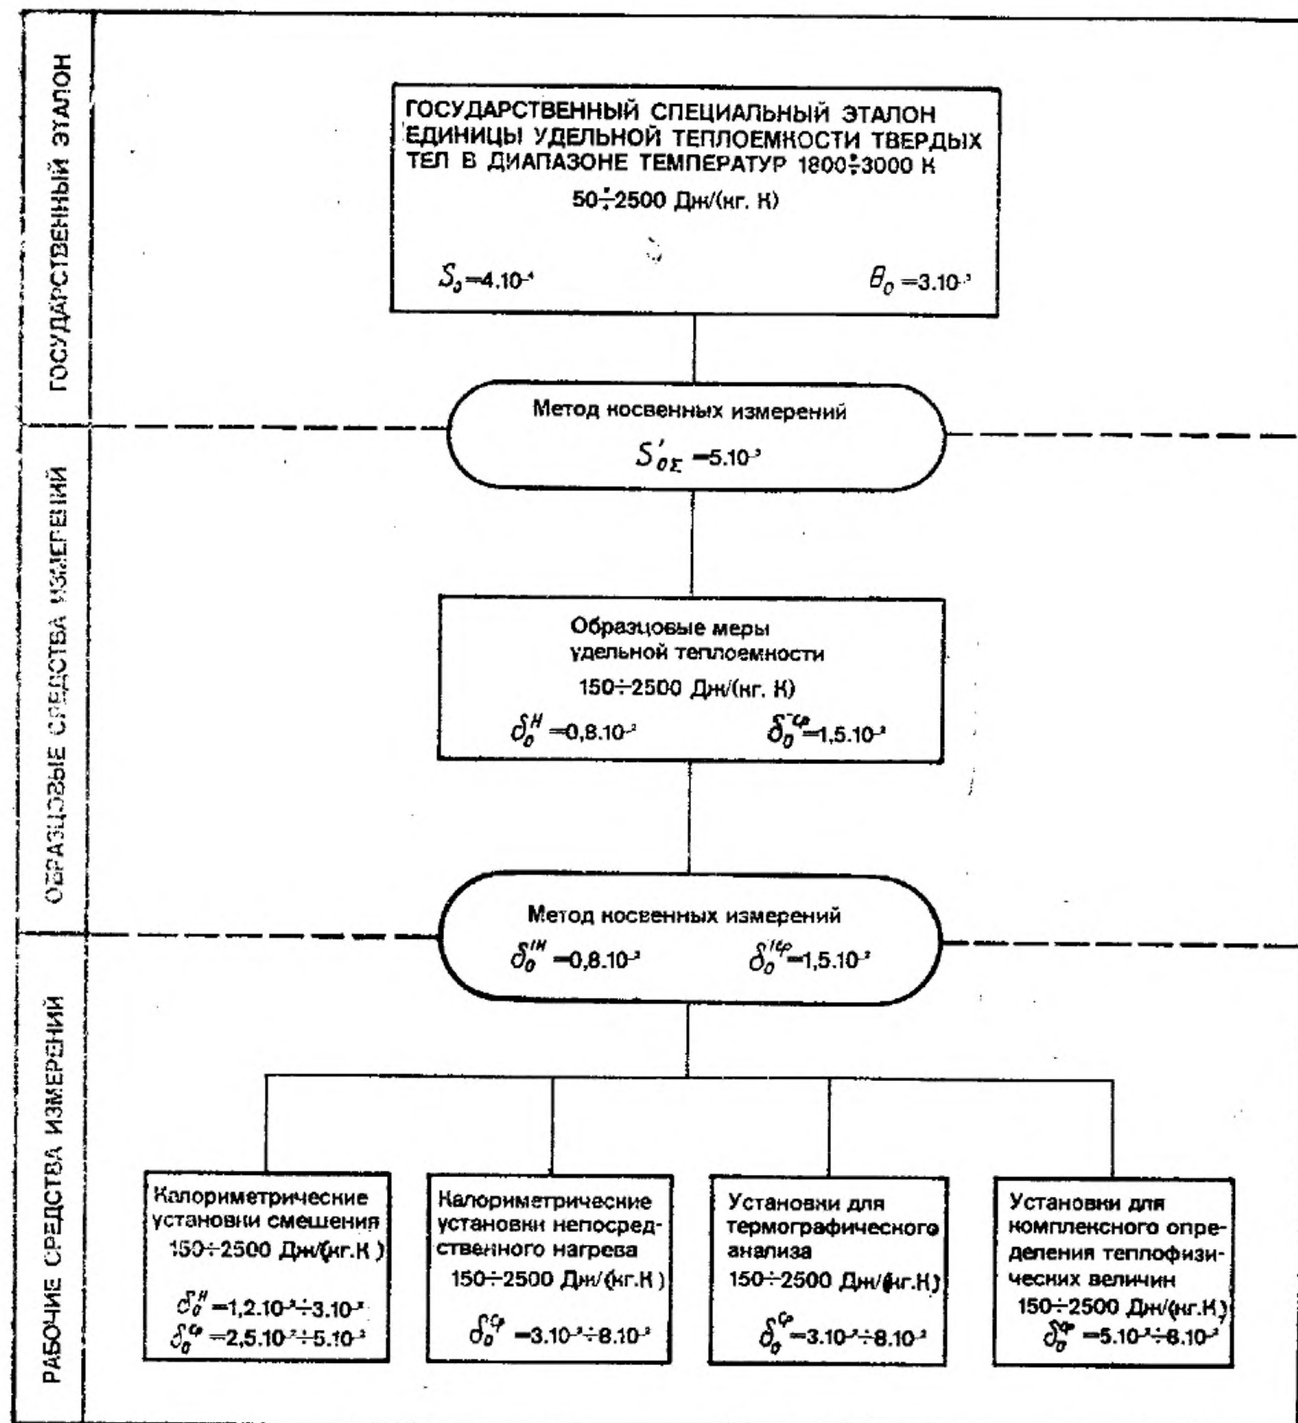 ГОСУДАРСТВЕННЫЙ ЭТАЛОН
ГОСУДАРСТВЕННЫЙ СПЕЦИАЛЬНЫЙ ЭТАЛОН
ЕДИНИЦЫ УДЕЛЬНОЙ ТЕПЛОЕМКОСТИ ТВЕРДЫХ
ТЕЛ В ДИАПАЗОНЕ ТЕМПЕРАТУР 1800÷3000 К
50÷2500 Дж/(кг. К)
S₀=4.10⁻⁴
θ₀=3.10⁻³
Метод косвенных измерений
S′₀Σ=5.10⁻³
ОБРАЗЦОВЫЕ СРЕДСТВА ИЗМЕРЕНИЙ
Образцовые меры
удельной теплоемкости
150÷2500 Дж/(кг. К)
δ₀ᴴ=0,8.10⁻²
δ₀ᶜᵖ=1,5.10⁻²
Метод косвенных измерений
δ₀′ᴴ=0,8.10⁻²
δ₀′ᶜᵖ=1,5.10⁻²
РАБОЧИЕ СРЕДСТВА ИЗМЕРЕНИЙ
Калориметрические
установки смешения
150÷2500 Дж/(кг.К)
δ₀ᴴ=1,2.10⁻²÷3.10⁻²
δ₀ᶜᵖ=2,5.10⁻²÷5.10⁻²
Калориметрические
установки непосред-
ственного нагрева
150÷2500 Дж/(кг.К)
δ₀ᶜᵖ=3.10⁻²÷8.10⁻²
Установки для
термографического
анализа
150÷2500 Дж/(кг.К)
δ₀ᶜᵖ=3.10⁻²÷8.10⁻²
Установки для
комплексного опре-
деления теплофизи-
ческих величин
150÷2500 Дж/(кг.К)
δ₀ᶜᵖ=5.10⁻²÷8.10⁻²